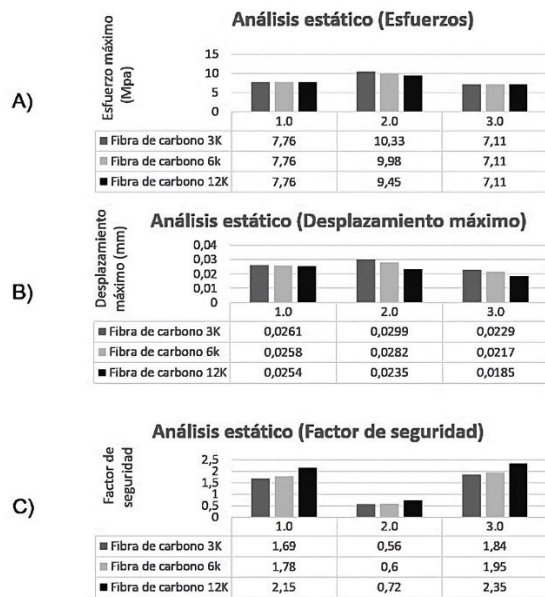 A)
Análisis estático (Esfuerzos)
Esfuerzo máximo
(Mpa)
15
10
5
0
1.0 2.0 3.0
Fibra de carbono 3K 7,76 10,33 7,11
Fibra de carbono 6k 7,76 9,98 7,11
Fibra de carbono 12K 7,76 9,45 7,11
B)
Análisis estático (Desplazamiento máximo)
Desplazamiento
máximo (mm)
0,04
0,03
0,02
0,01
0
1.0 2.0 3.0
Fibra de carbono 3K 0,0261 0,0299 0,0229
Fibra de carbono 6k 0,0258 0,0282 0,0217
Fibra de carbono 12K 0,0254 0,0235 0,0185
C)
Análisis estático (Factor de seguridad)
Factor de
seguridad
2,5
2
1,5
1
0,5
0
1.0 2.0 3.0
Fibra de carbono 3K 1,69 0,56 1,84
Fibra de carbono 6k 1,78 0,6 1,95
Fibra de carbono 12K 2,15 0,72 2,35